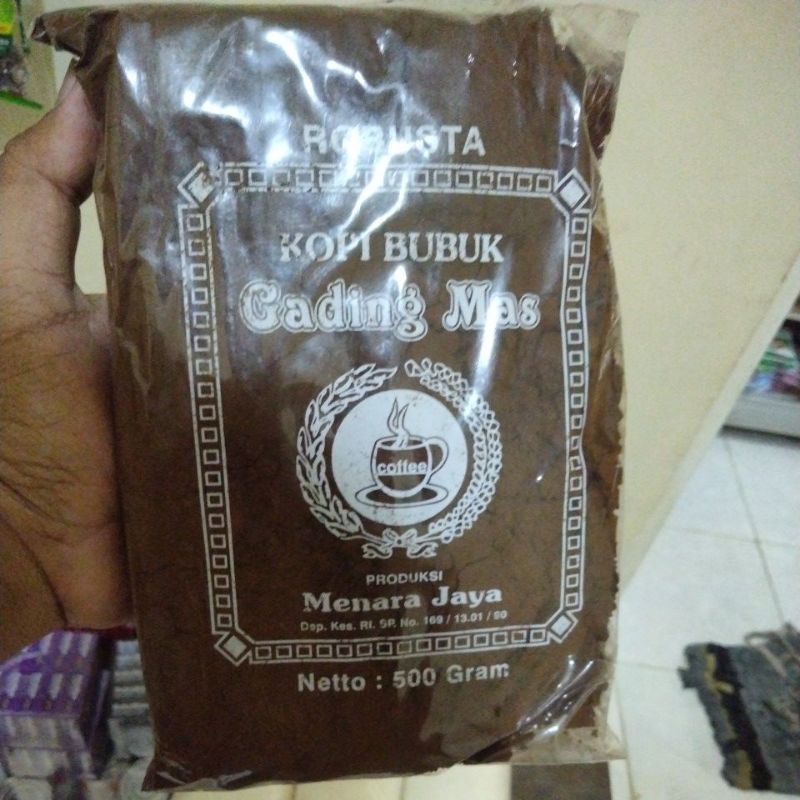 ROBUSTA
KOPI BUBUK
Gading Mas
coffee
PRODUKSI
Menara Jaya
Dep. Kes. RI. SP. No. 169 / 13.01 / 90
Netto : 500 Gram